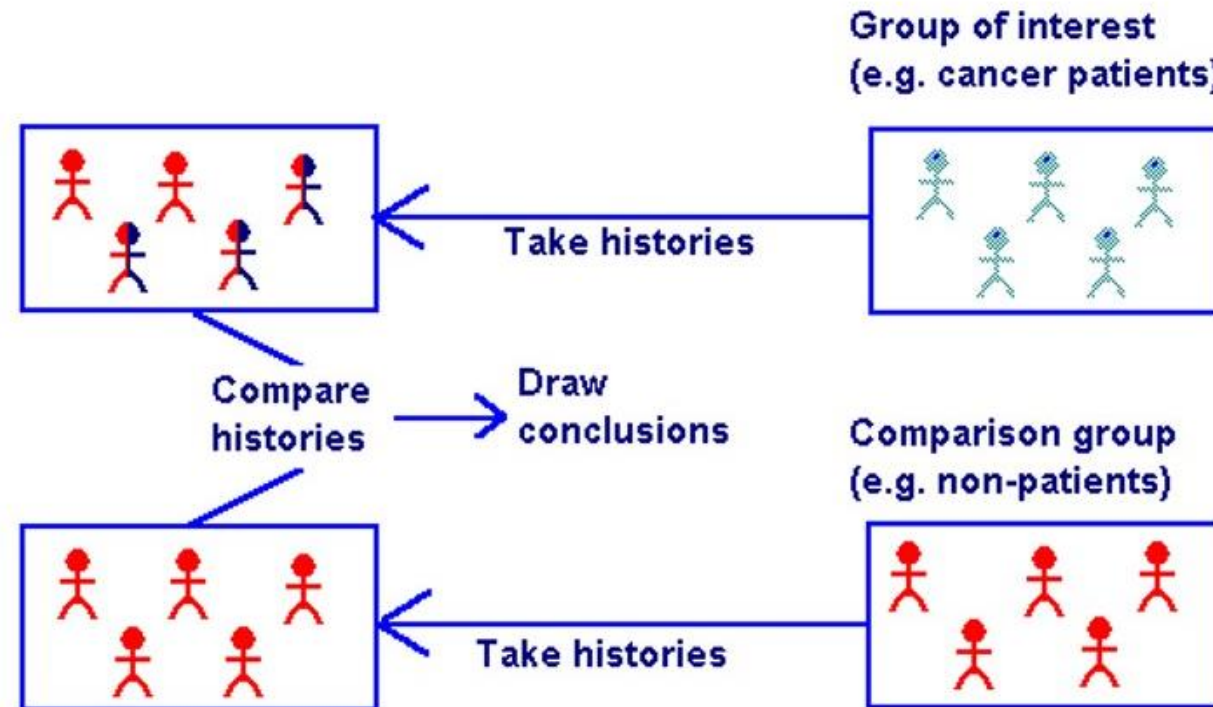 Group of interest
(e.g. cancer patients)
Take histories
Compare
histories
Draw
conclusions
Comparison group
(e.g. non-patients)
Take histories